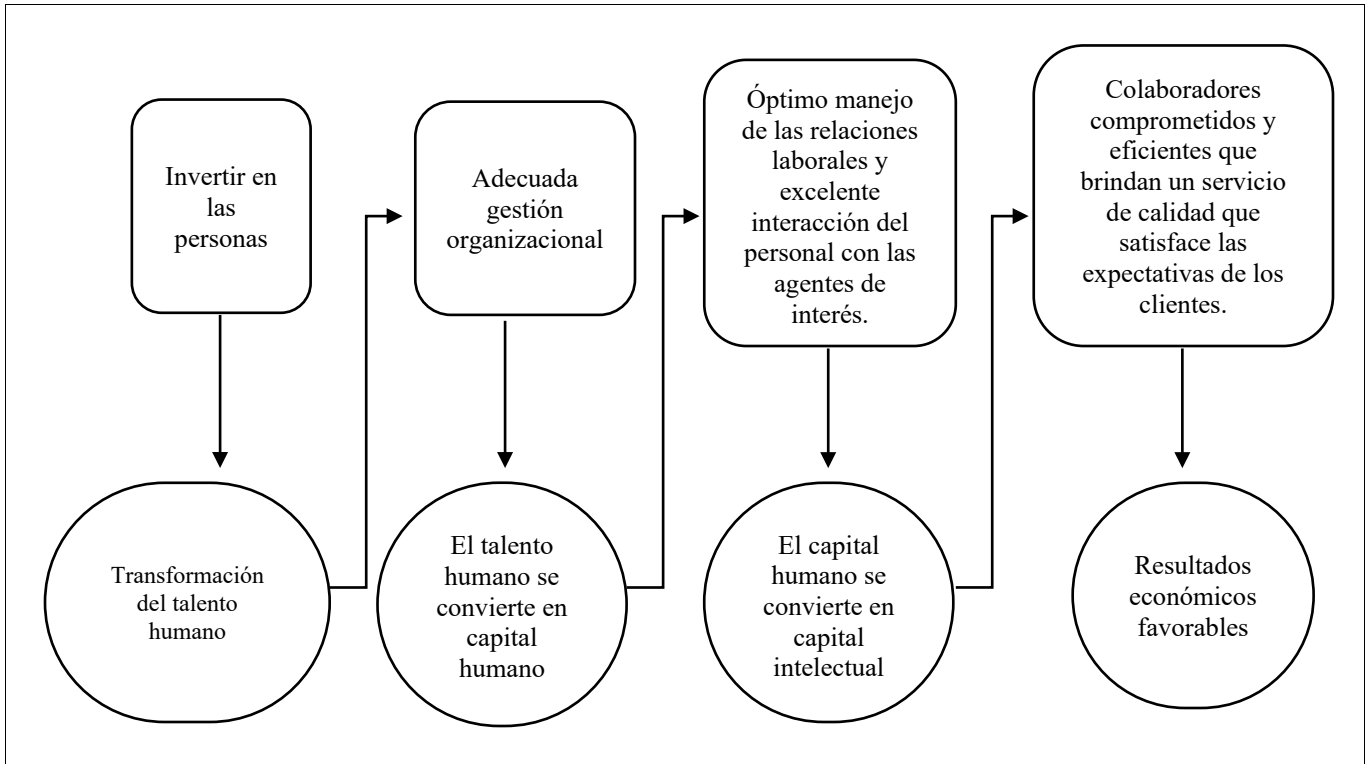 Invertir en
las
personas
Adecuada
gestión
organizacional
Óptimo manejo
de las relaciones
laborales y
excelente
interacción del
personal con las
agentes de
interés.
Colaboradores
comprometidos y
eficientes que
brindan un servicio
de calidad que
satisface las
expectativas de los
clientes.
Transformación
del talento
humano
El talento
humano se
convierte en
capital
humano
El capital
humano se
convierte en
capital
intelectual
Resultados
económicos
favorables